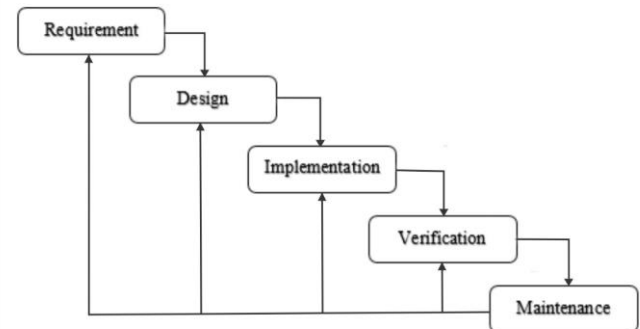 Requirement
Design
Implementation
Verification
Maintenance